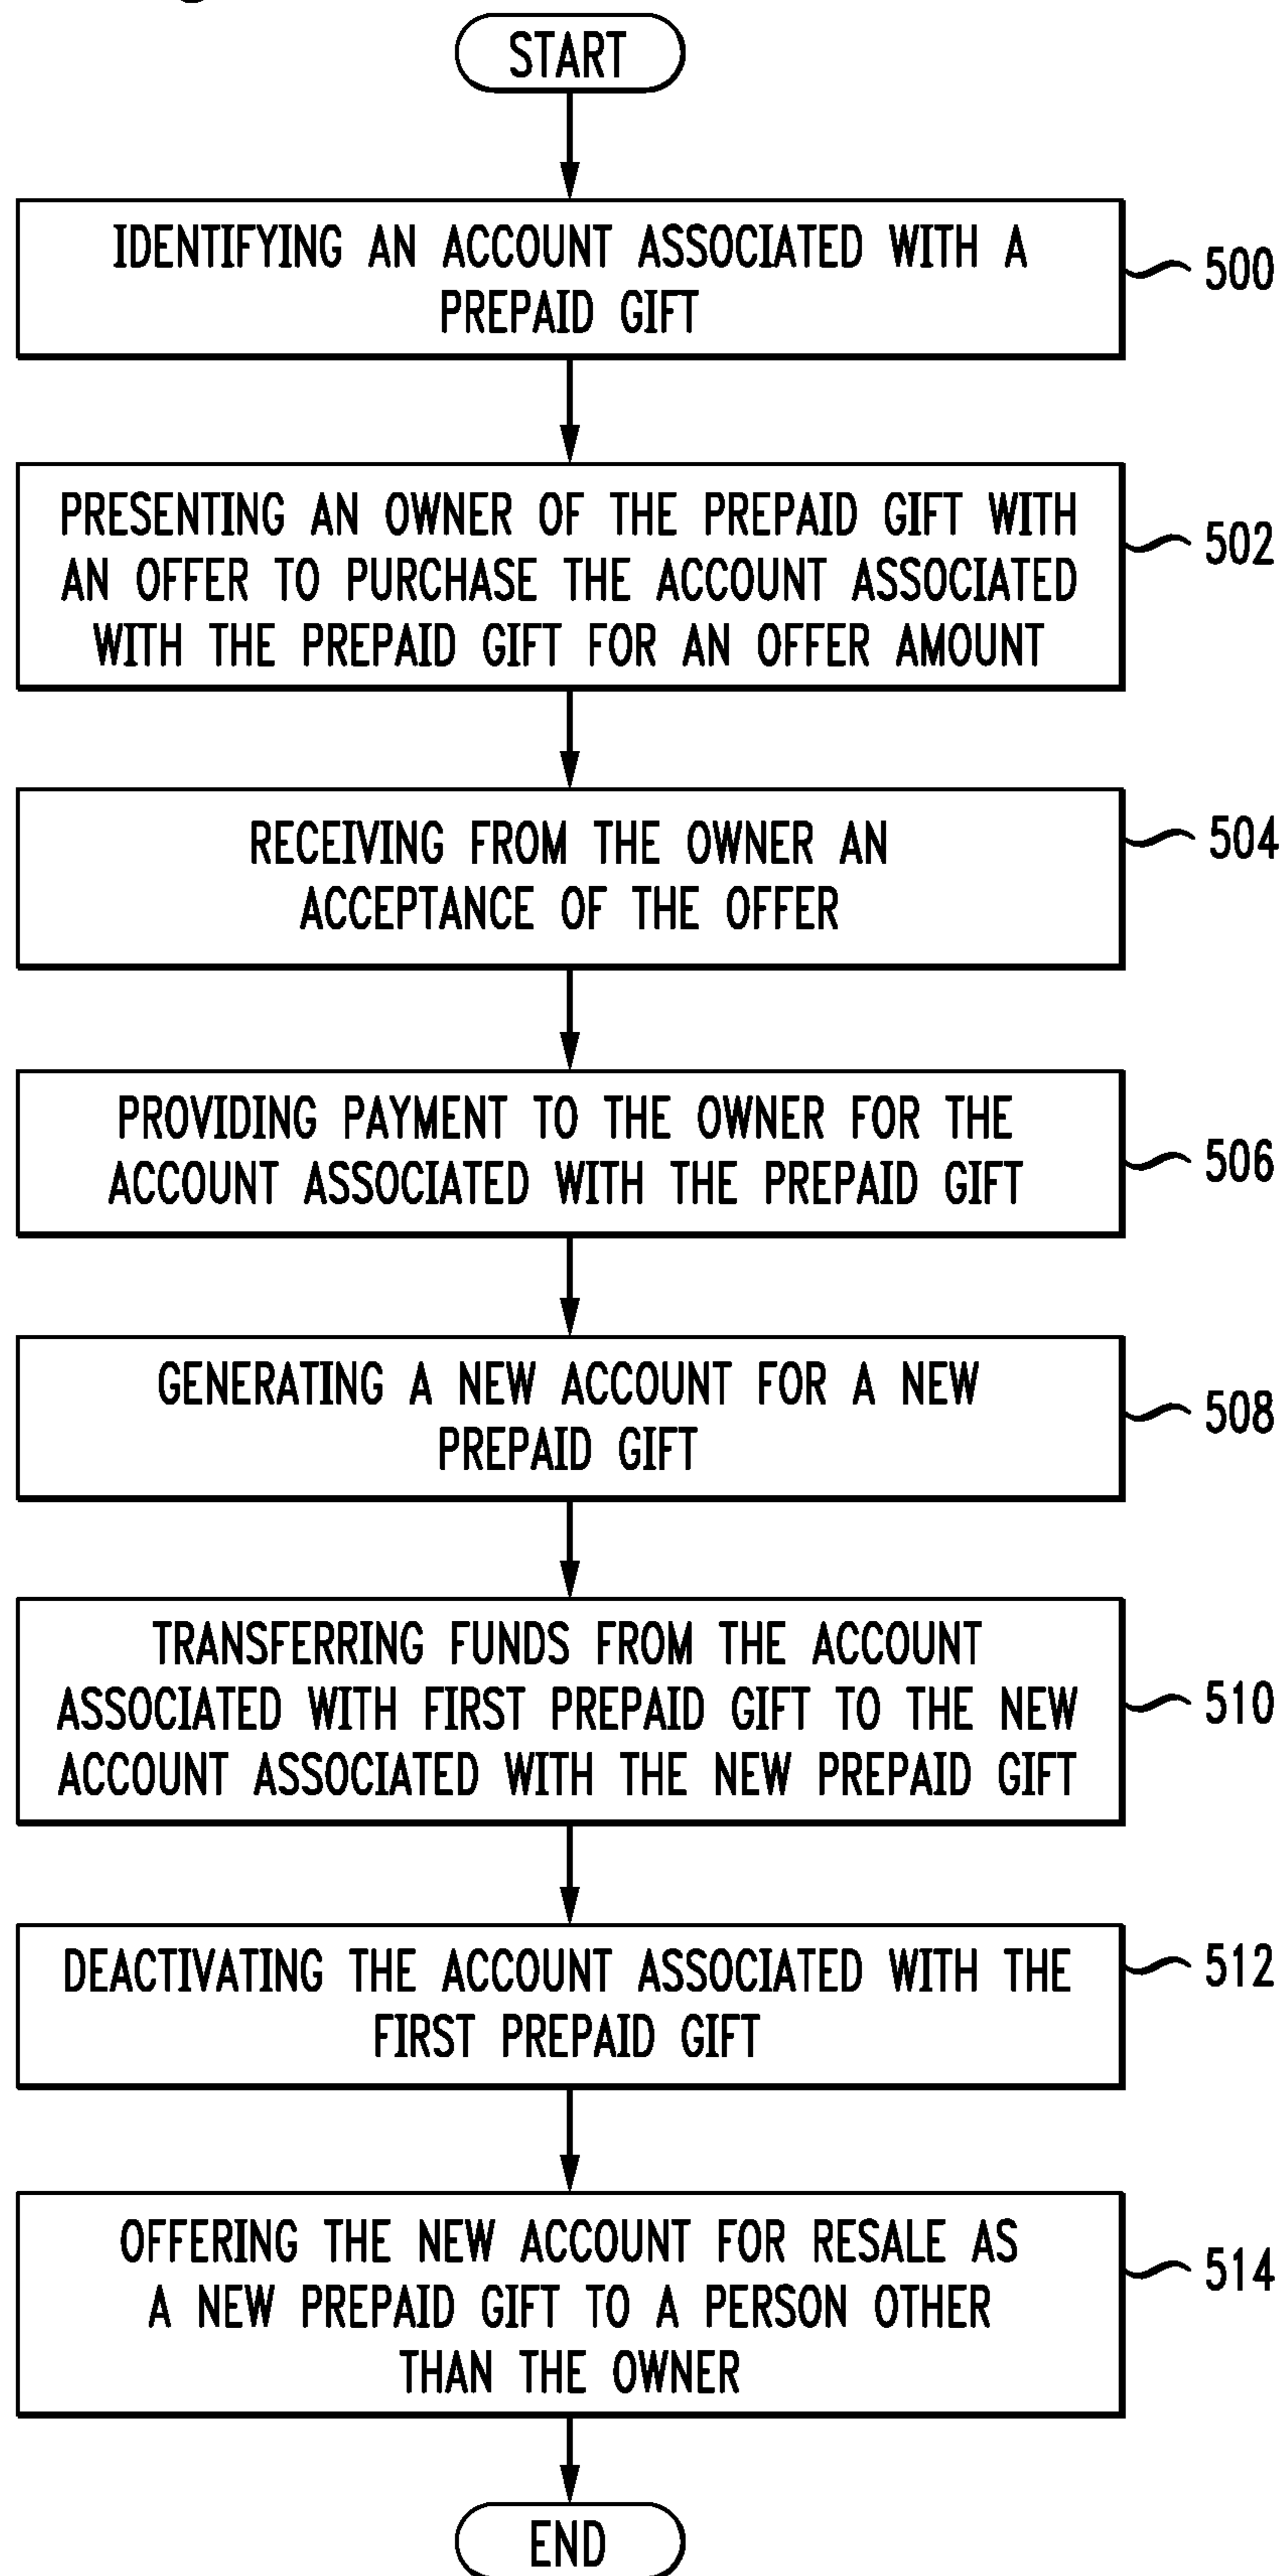 START
IDENTIFYING AN ACCOUNT ASSOCIATED WITH A
PREPAID GIFT
500
PRESENTING AN OWNER OF THE PREPAID GIFT WITH
AN OFFER TO PURCHASE THE ACCOUNT ASSOCIATED
WITH THE PREPAID GIFT FOR AN OFFER AMOUNT
502
RECEIVING FROM THE OWNER AN
ACCEPTANCE OF THE OFFER
504
PROVIDING PAYMENT TO THE OWNER FOR THE
ACCOUNT ASSOCIATED WITH THE PREPAID GIFT
506
GENERATING A NEW ACCOUNT FOR A NEW
PREPAID GIFT
508
TRANSFERRING FUNDS FROM THE ACCOUNT
ASSOCIATED WITH FIRST PREPAID GIFT TO THE NEW
ACCOUNT ASSOCIATED WITH THE NEW PREPAID GIFT
510
DEACTIVATING THE ACCOUNT ASSOCIATED WITH THE
FIRST PREPAID GIFT
512
OFFERING THE NEW ACCOUNT FOR RESALE AS
A NEW PREPAID GIFT TO A PERSON OTHER
THAN THE OWNER
514
END